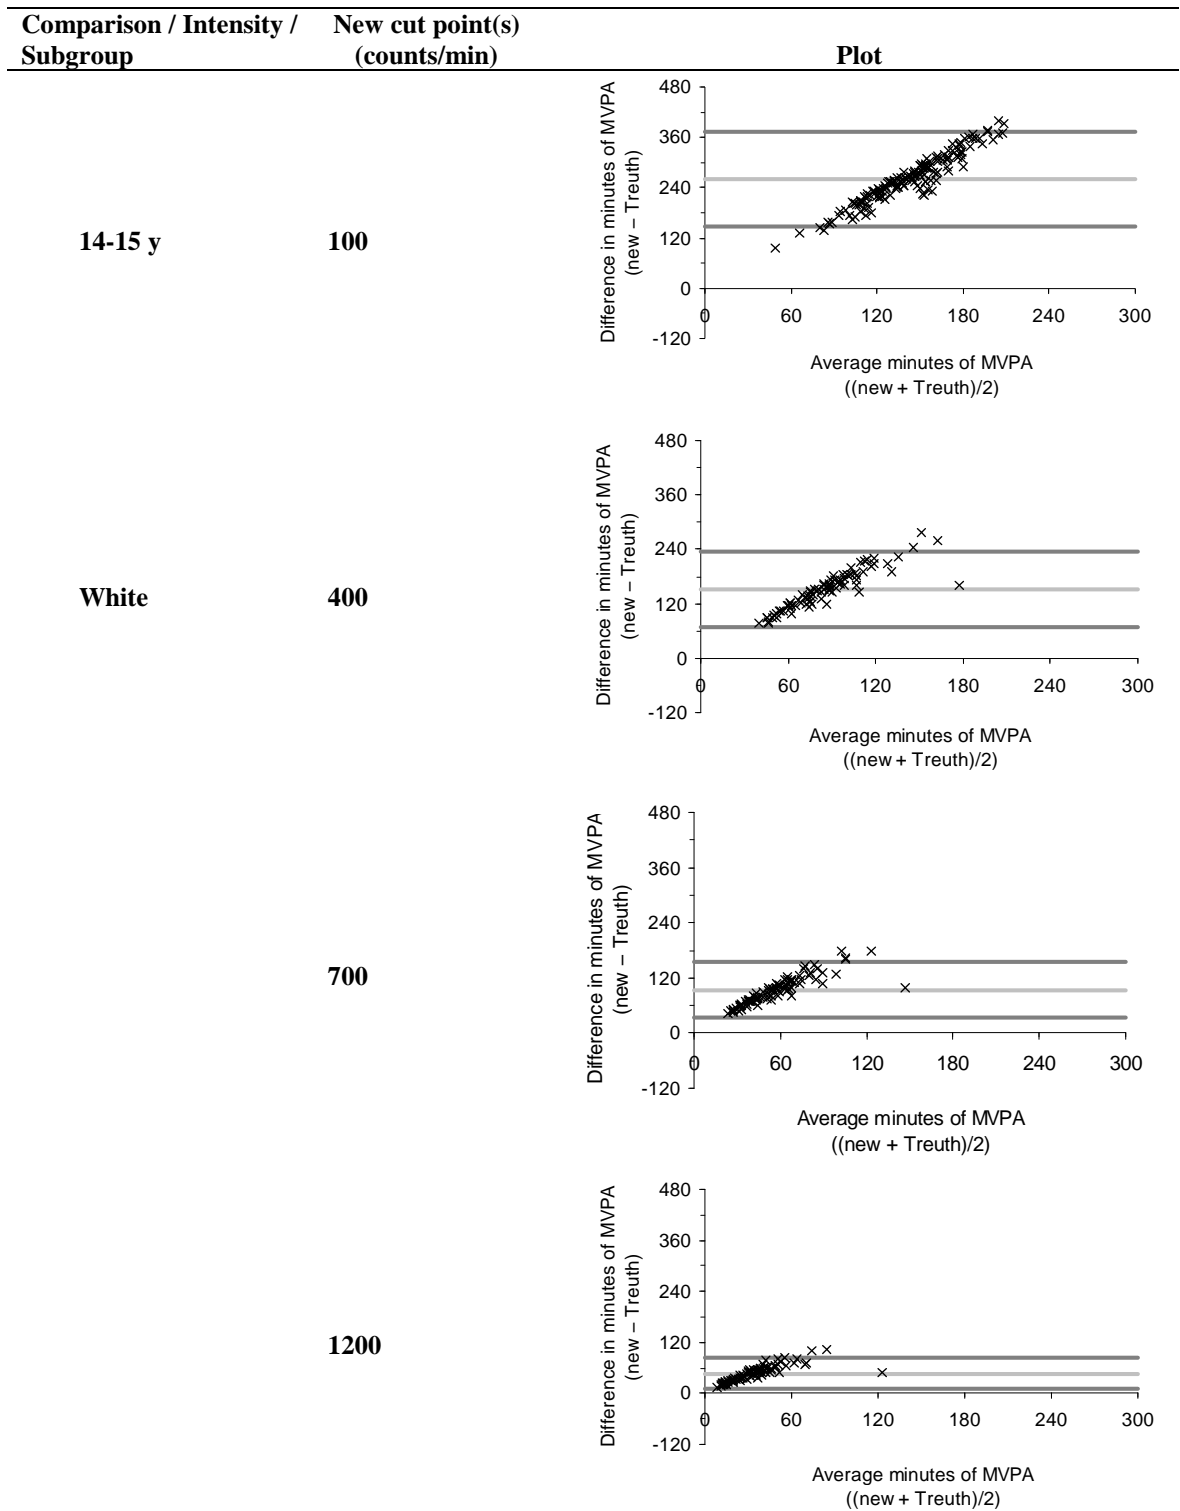 Comparison / Intensity / New cut point(s)
Subgroup (counts/min) Plot
14-15 y 100
Difference in minutes of MVPA
(new – Treuth)
480
360
240
120
0
-120
0 60 120 180 240 300
Average minutes of MVPA
((new + Treuth)/2)
White 400
Difference in minutes of MVPA
(new – Treuth)
480
360
240
120
0
-120
0 60 120 180 240 300
Average minutes of MVPA
((new + Treuth)/2)
700
Difference in minutes of MVPA
(new – Treuth)
480
360
240
120
0
-120
0 60 120 180 240 300
Average minutes of MVPA
((new + Treuth)/2)
1200
Difference in minutes of MVPA
(new – Treuth)
480
360
240
120
0
-120
0 60 120 180 240 300
Average minutes of MVPA
((new + Treuth)/2)